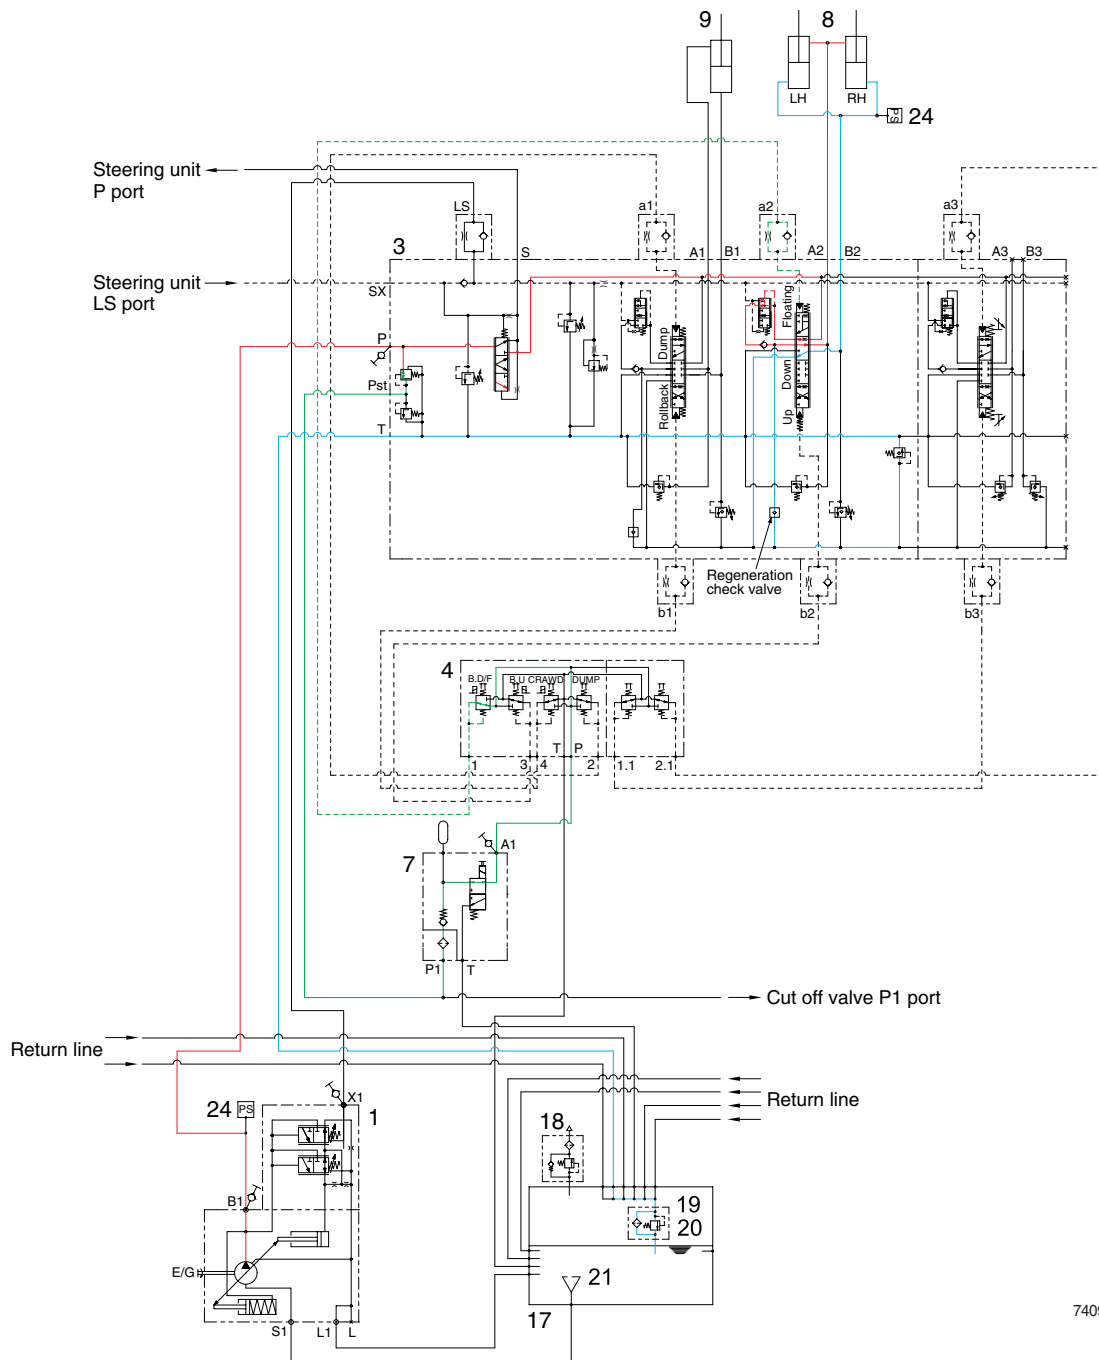 9
8
LH
RH
PS
24
Steering unit
P port
LS
a1
a2
a3
3
S
A1
B1
A2
B2
A3
B3
Steering unit
LS port
SX
P
Pst
T
Dump
Rollback
Floating
Down
Up
Regeneration
check valve
b1
b2
b3
4
B.D/F
B.U
CRAWD
DUMP
T
P
1
3
4
2
1.1
2.1
7
A1
P1
T
Cut off valve P1 port
Return line
24
PS
X1
1
18
Return line
B1
19
20
E/G
21
17
S1
L1
L
7409